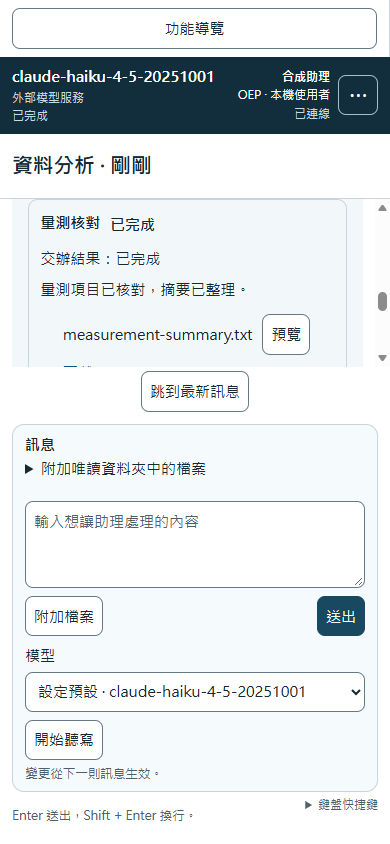 功能導覽
claude-haiku-4-5-20251001
外部模型服務
已完成
合成助理
OEP · 本機使用者
已連線
···
資料分析 · 剛剛
量測核對 已完成
交辦結果：已完成
量測項目已核對，摘要已整理。
measurement-summary.txt 預覽
跳到最新訊息
訊息
附加唯讀資料夾中的檔案
輸入想讓助理處理的內容
附加檔案 送出
模型
設定預設 · claude-haiku-4-5-20251001
開始聽寫
變更從下一則訊息生效。
鍵盤快捷鍵
Enter 送出，Shift + Enter 換行。